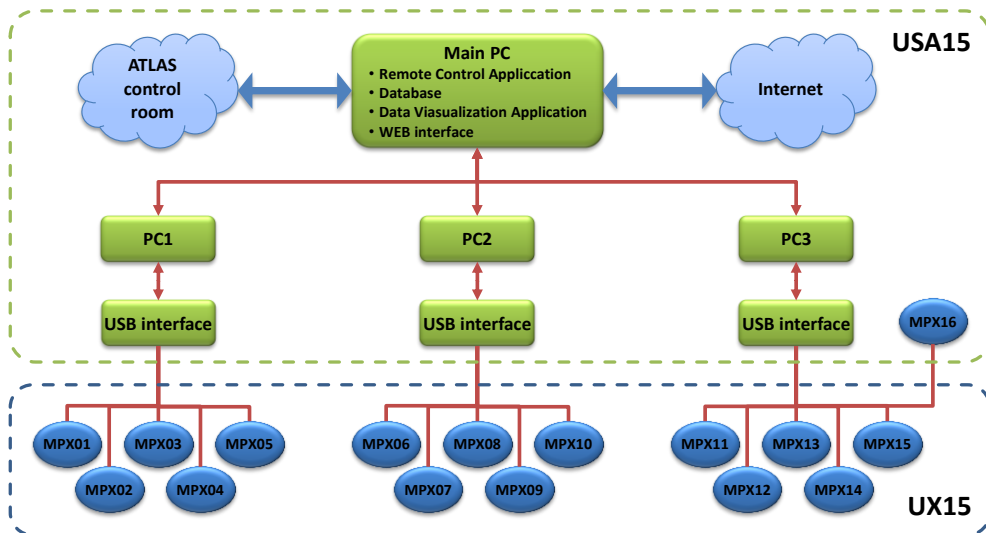 USA15
ATLAS
control
room
Main PC
• Remote Control Appliccation
• Database
• Data Viasualization Application
• WEB interface
Internet
PC1
PC2
PC3
USB interface
USB interface
USB interface
MPX16
MPX01
MPX03
MPX05
MPX06
MPX08
MPX10
MPX11
MPX13
MPX15
MPX02
MPX04
MPX07
MPX09
MPX12
MPX14
UX15